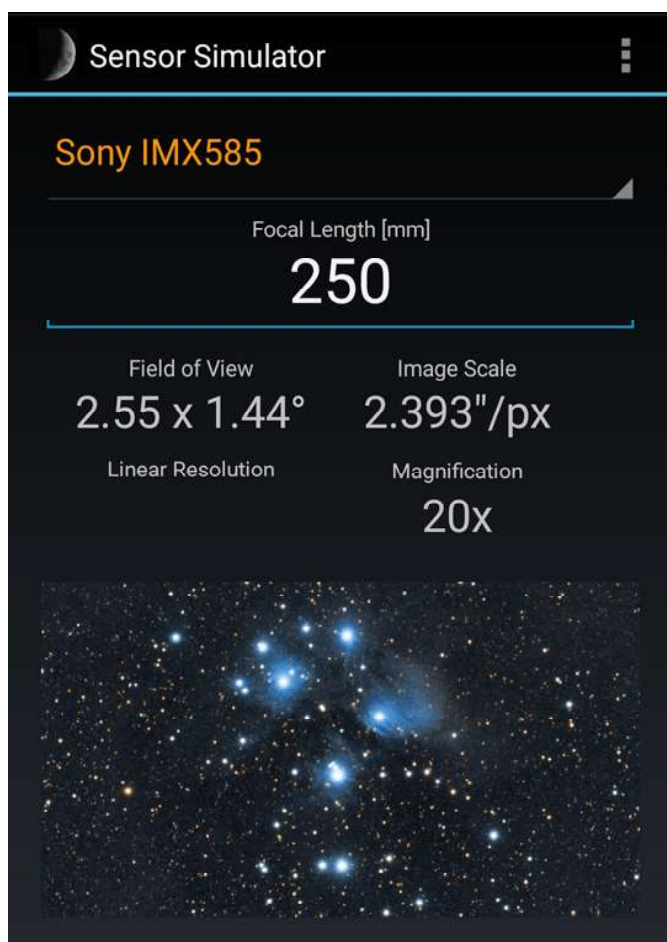 Sensor Simulator
Sony IMX585
Focal Length [mm]
250
Field of View
Image Scale
2.55 x 1.44°
2.393"/px
Linear Resolution
Magnification
20x